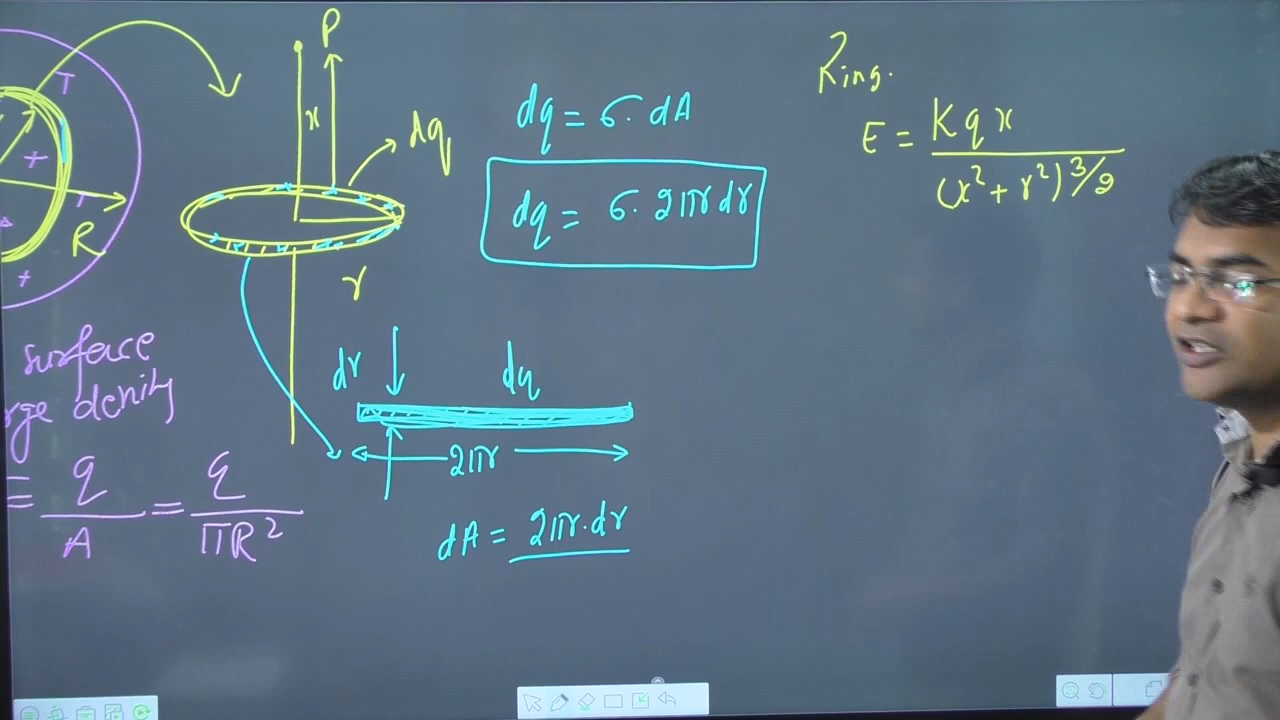 P
x
dq
r
R
dq = σ. dA
dq = σ. 2πr dr
Ring.
E = Kqx / (x² + r²)^3/2
surface
rge denity
= q / A = q / πR²
dr
dq
2πr
dA = 2πr. dr